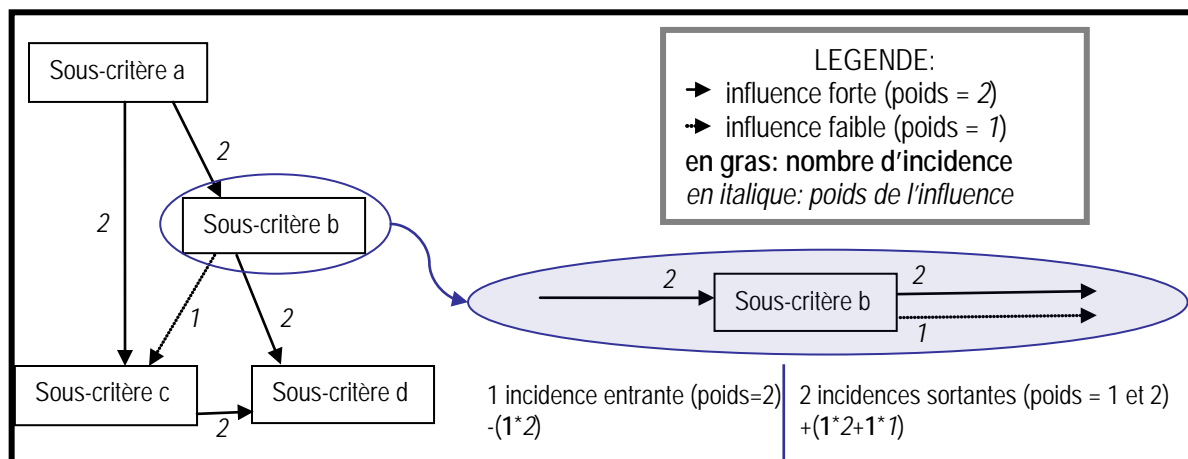 Sous-critère a
LEGENDE:
influence forte (poids = 2)
influence faible (poids = 1)
en gras: nombre d'incidence
en italique: poids de l'influence
2
2
Sous-critère b
1
2
2
Sous-critère b
2
1
Sous-critère c
2
Sous-critère d
1 incidence entrante (poids=2)
-(1*2)
2 incidences sortantes (poids = 1 et 2)
+(1*2+1*1)